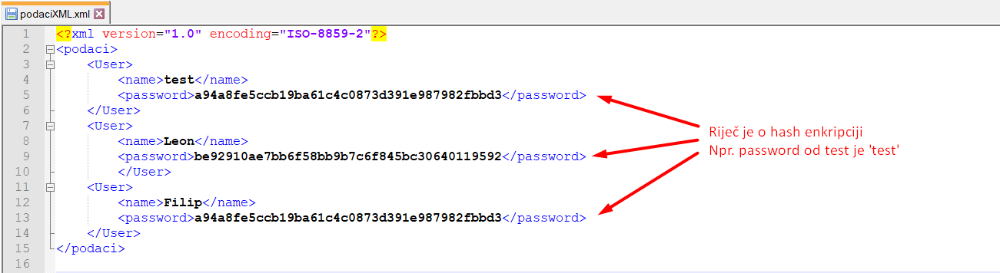 podaciXML.xml
1 <?xml version="1.0" encoding="ISO-8859-2"?>
2 <podaci>
3 <User>
4 <name>test</name>
5 <password>a94a8fe5ccb19ba61c4c0873d391e987982fbbd3</password>
6 </User>
7 <User>
8 <name>Leon</name>
9 <password>be92910ae7bb6f58bb9b7c6f845bc30640119592</password>
10 </User>
11 <User>
12 <name>Filip</name>
13 <password>a94a8fe5ccb19ba61c4c0873d391e987982fbbd3</password>
14 </User>
15 </podaci>
16
Riječ je o hash enkripciji
Npr. password od test je 'test'